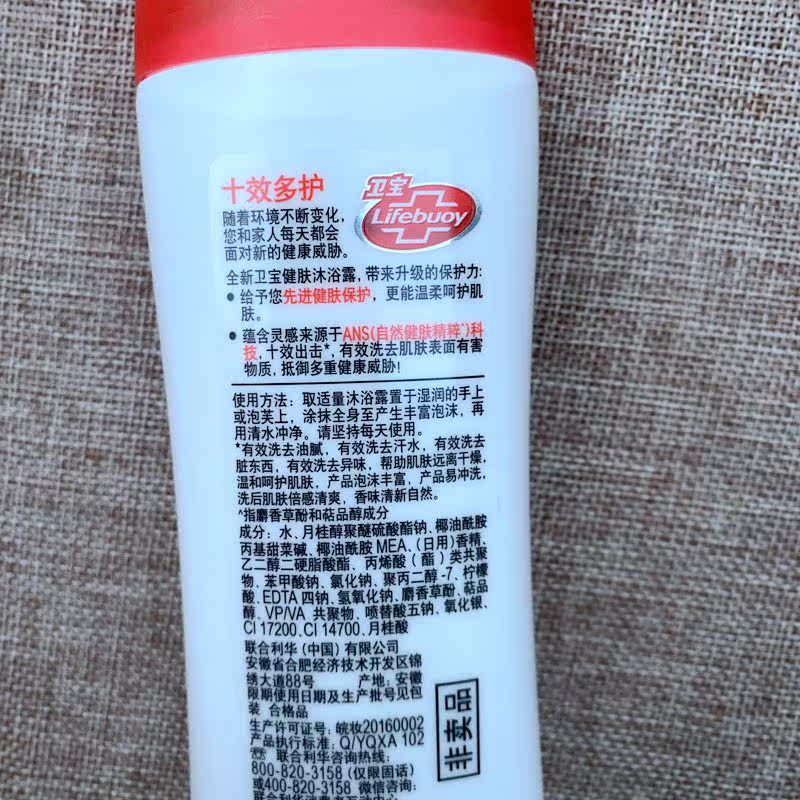 十效多护
卫宝
Lifebuoy
随着环境不断变化，
您和家人每天都会
面对新的健康威胁。
全新卫宝健肤沐浴露，带来升级的保护力：
• 给予您先进健肤保护，更能温柔呵护肌
肤。
• 蕴含灵感来源于ANS(自然健肤精粹^)科
技，十效出击*，有效洗去肌肤表面有害
物质，抵御多重健康威胁！
使用方法：取适量沐浴露置于湿润的手上
或泡芙上，涂抹全身至产生丰富泡沫，再
用清水冲净。请坚持每天使用。
*有效洗去油腻，有效洗去汗水，有效洗去
脏东西，有效洗去异味，帮助肌肤远离干燥，
温和呵护肌肤，产品泡沫丰富，产品易冲洗，
洗后肌肤倍感清爽，香味清新自然。
^指麝香草酚和萜品醇成分
成分：水、月桂醇聚醚硫酸酯钠、椰油酰胺
丙基甜菜碱、椰油酰胺 MEA、(日用)香精、
乙二醇二硬脂酸酯、丙烯酸（酯）类共聚
物、苯甲酸钠、氯化钠、聚丙二醇-7、柠檬
酸、EDTA 四钠、氢氧化钠、麝香草酚、萜品
醇、VP/VA 共聚物、喷替酸五钠、氧化银、
CI 17200、CI 14700、月桂酸
联合利华（中国）有限公司
安徽省合肥经济技术开发区锦
绣大道88号 产地：安徽
限期使用日期及生产批号见包
装 合格品
生产许可证号：皖妆20160002
产品执行标准：Q/YQXA 102
联合利华咨询热线：
800-820-3158 (仅限固话)
或400-820-3158 微信咨询：
联合利华消费者互动中心
非卖品